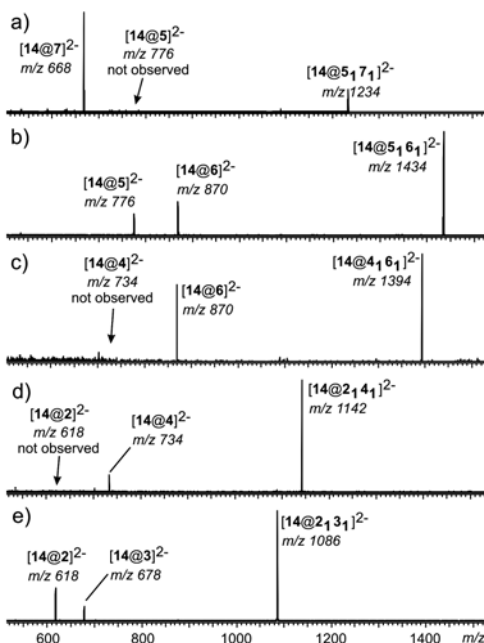 a)
[14@7]²⁻
m/z 668
[14@5]²⁻
m/z 776
not observed
[14@5₁7₁]²⁻
m/z 1234
b)
[14@5]²⁻
m/z 776
[14@6]²⁻
m/z 870
[14@5₁6₁]²⁻
m/z 1434
c)
[14@4]²⁻
m/z 734
not observed
[14@6]²⁻
m/z 870
[14@4₁6₁]²⁻
m/z 1394
d)
[14@2]²⁻
m/z 618
not observed
[14@4]²⁻
m/z 734
[14@2₁4₁]²⁻
m/z 1142
e)
[14@2]²⁻
m/z 618
[14@3]²⁻
m/z 678
[14@2₁3₁]²⁻
m/z 1086
600 800 1000 1200 1400 m/z